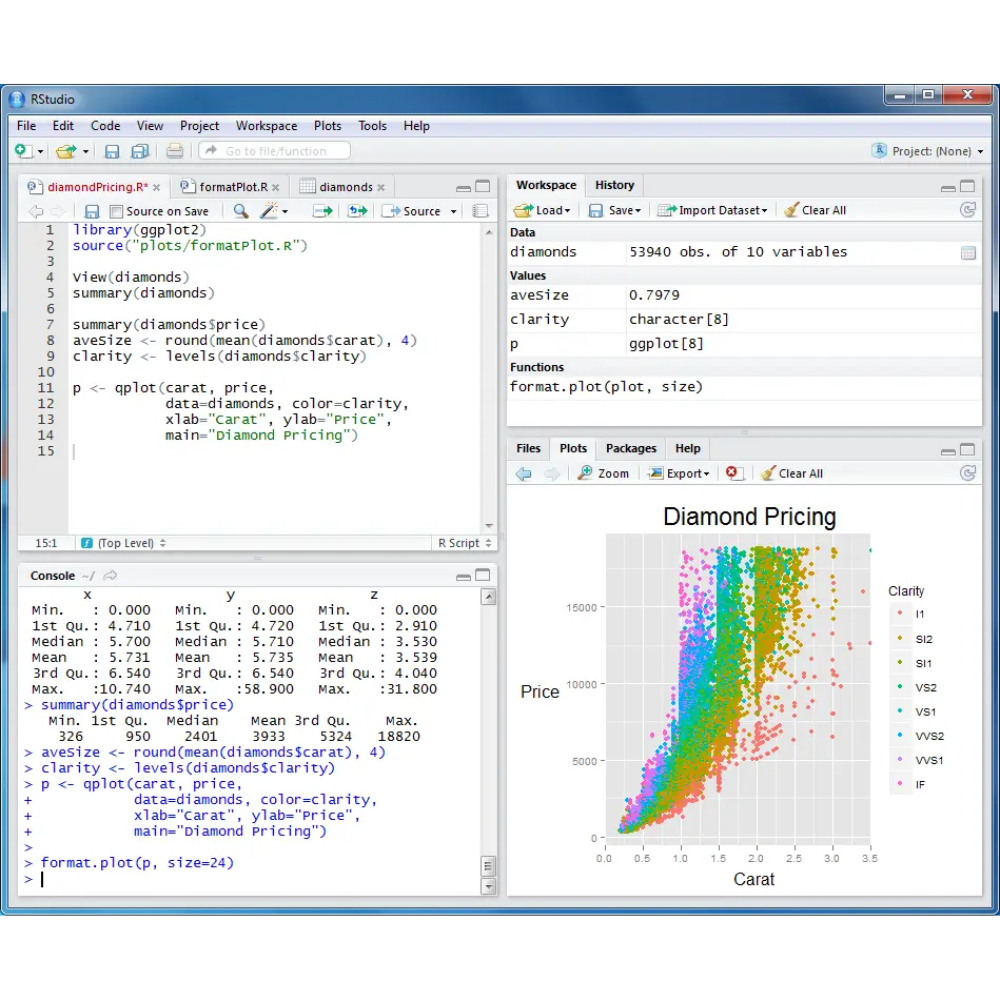 RStudio
File Edit Code View Project Workspace Plots Tools Help
Go to file/function
Project: (None)
diamondPricing.R*
formatPlot.R
diamonds
Source on Save
Source
1 library(ggplot2)
2 source("plots/formatPlot.R")
3
4 View(diamonds)
5 summary(diamonds)
6
7 summary(diamonds$price)
8 aveSize <- round(mean(diamonds$carat), 4)
9 clarity <- levels(diamonds$clarity)
10
11 p <- qplot(carat, price,
12 data=diamonds, color=clarity,
13 xlab="Carat", ylab="Price",
14 main="Diamond Pricing")
15
15:1 (Top Level) R Script
Console ~/
x y z
Min. : 0.000 Min. : 0.000 Min. : 0.000
1st Qu.: 4.710 1st Qu.: 4.720 1st Qu.: 2.910
Median : 5.700 Median : 5.710 Median : 3.530
Mean : 5.731 Mean : 5.735 Mean : 3.539
3rd Qu.: 6.540 3rd Qu.: 6.540 3rd Qu.: 4.040
Max. :10.740 Max. :58.900 Max. :31.800
> summary(diamonds$price)
Min. 1st Qu. Median Mean 3rd Qu. Max.
326 950 2401 3933 5324 18820
> aveSize <- round(mean(diamonds$carat), 4)
> clarity <- levels(diamonds$clarity)
> p <- qplot(carat, price,
+ data=diamonds, color=clarity,
+ xlab="Carat", ylab="Price",
+ main="Diamond Pricing")
>
> format.plot(p, size=24)
>
Workspace History
Load Save Import Dataset Clear All
Data
diamonds 53940 obs. of 10 variables
Values
aveSize 0.7979
clarity character[8]
p ggplot[8]
Functions
format.plot(plot, size)
Files Plots Packages Help
Zoom Export Clear All
Diamond Pricing
Price
15000
10000
5000
0
0.0 0.5 1.0 1.5 2.0 2.5 3.0 3.5
Carat
Clarity
I1
SI2
SI1
VS2
VS1
VVS2
VVS1
IF